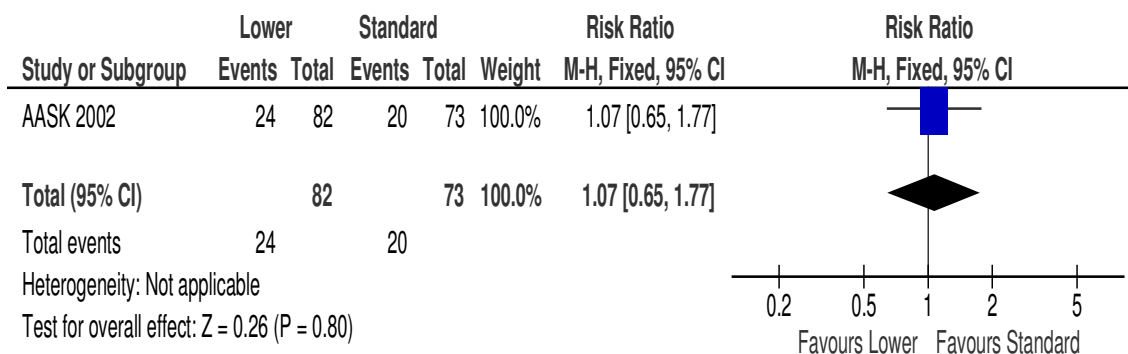 Lower Standard Risk Ratio Risk Ratio
Study or Subgroup Events Total Events Total Weight M-H, Fixed, 95% CI M-H, Fixed, 95% CI
AASK 2002 24 82 20 73 100.0% 1.07 [0.65, 1.77]
Total (95% CI) 82 73 100.0% 1.07 [0.65, 1.77]
Total events 24 20
Heterogeneity: Not applicable
Test for overall effect: Z = 0.26 (P = 0.80)
0.2 0.5 1 2 5
Favours Lower Favours Standard